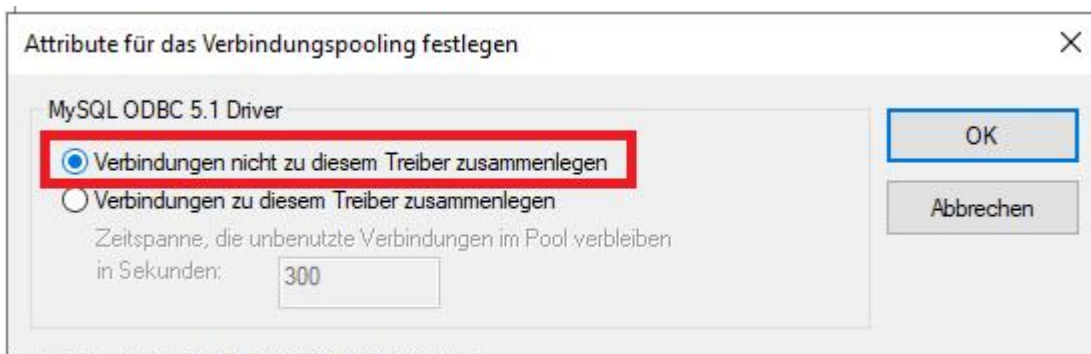 Attribute für das Verbindungspooling festlegen
MySQL ODBC 5.1 Driver
Verbindungen nicht zu diesem Treiber zusammenlegen
Verbindungen zu diesem Treiber zusammenlegen
Zeitspanne, die unbenutzte Verbindungen im Pool verbleiben
in Sekunden:
300
OK
Abbrechen